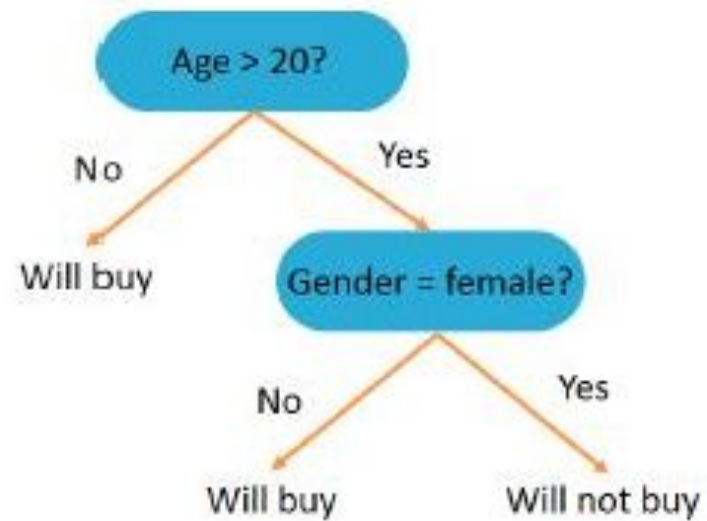 Age > 20?
No
Yes
Will buy
Gender = female?
No
Yes
Will buy
Will not buy